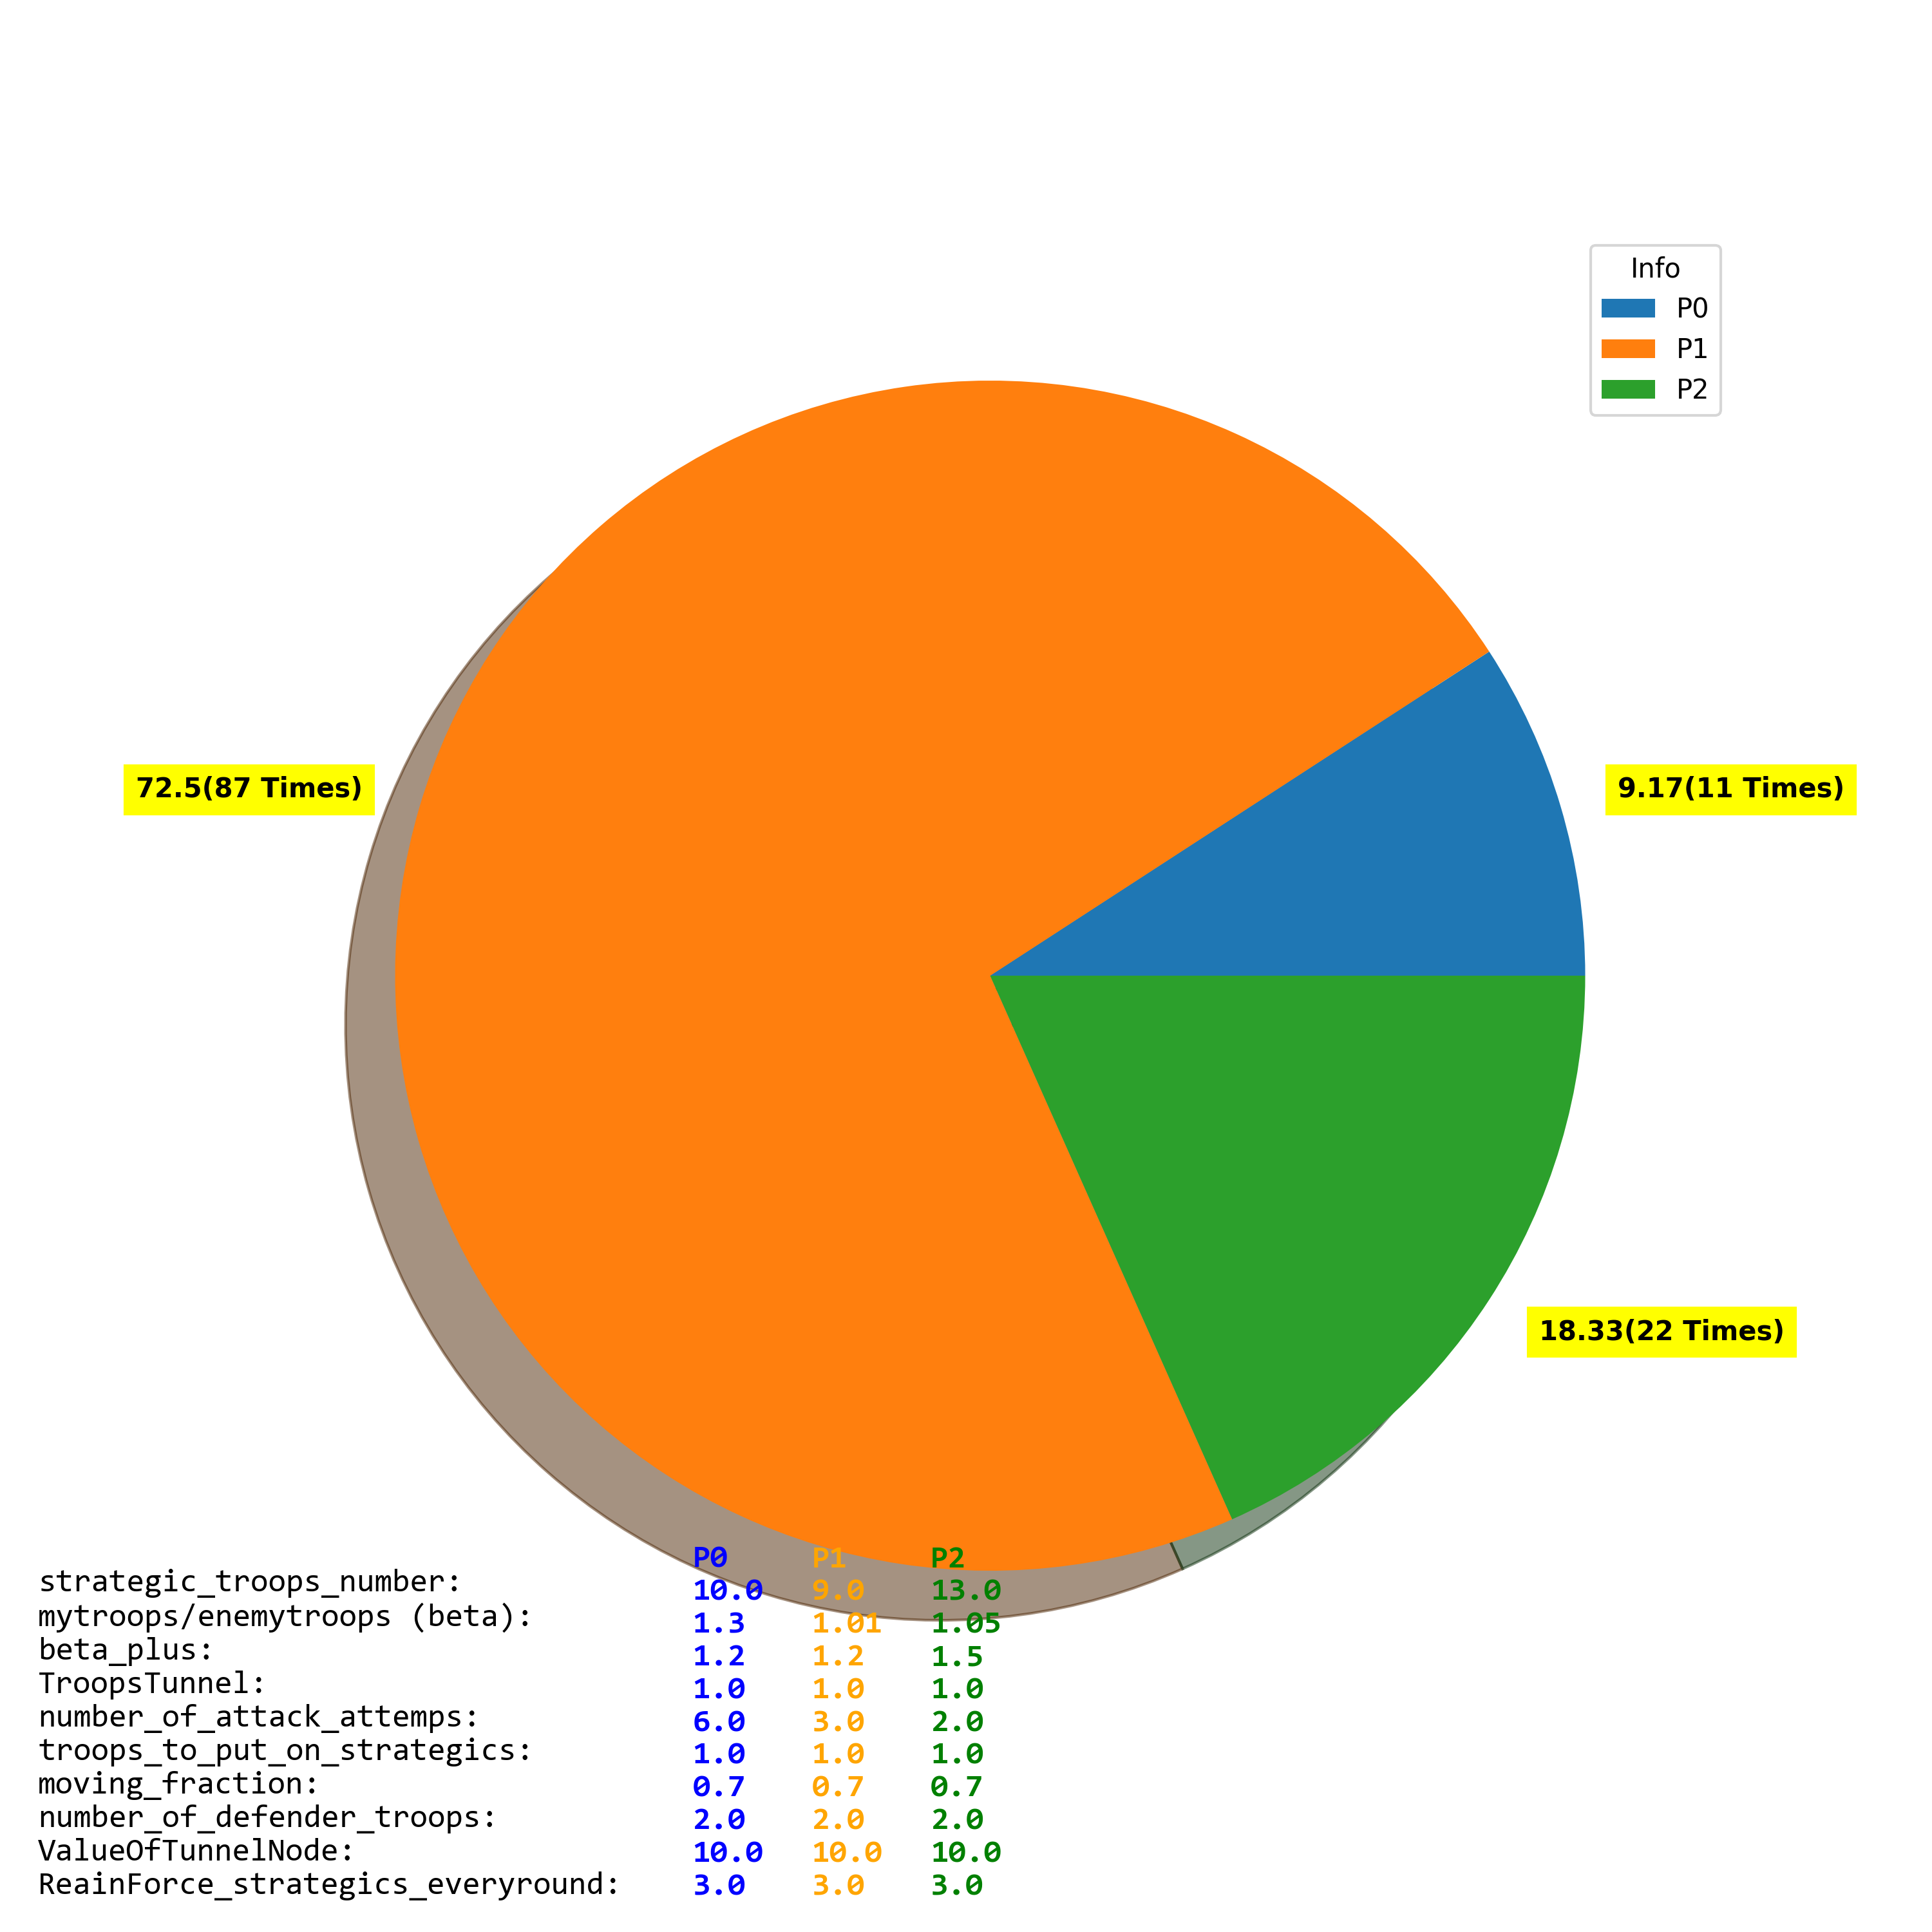 Info
P0
P1
P2
72.5(87 Times)
9.17(11 Times)
18.33(22 Times)
P0 P1 P2
strategic_troops_number: 10.0 9.0 13.0
mytroops/enemytroops (beta): 1.3 1.01 1.05
beta_plus: 1.2 1.2 1.5
TroopsTunnel: 1.0 1.0 1.0
number_of_attack_attemps: 6.0 3.0 2.0
troops_to_put_on_strategics: 1.0 1.0 1.0
moving_fraction: 0.7 0.7 0.7
number_of_defender_troops: 2.0 2.0 2.0
ValueOfTunnelNode: 10.0 10.0 10.0
ReainForce_strategics_everyround: 3.0 3.0 3.0